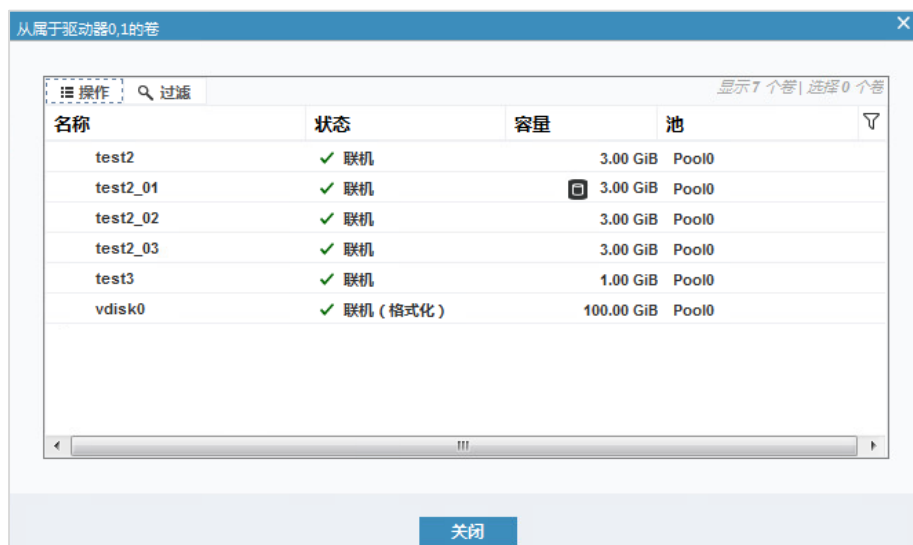 从属于驱动器0,1的卷
操作 过滤 显示 7 个卷 | 选择 0 个卷
名称 状态 容量 池
test2 联机 3.00 GiB Pool0
test2_01 联机 3.00 GiB Pool0
test2_02 联机 3.00 GiB Pool0
test2_03 联机 3.00 GiB Pool0
test3 联机 1.00 GiB Pool0
vdisk0 联机 ( 格式化 ) 100.00 GiB Pool0
关闭